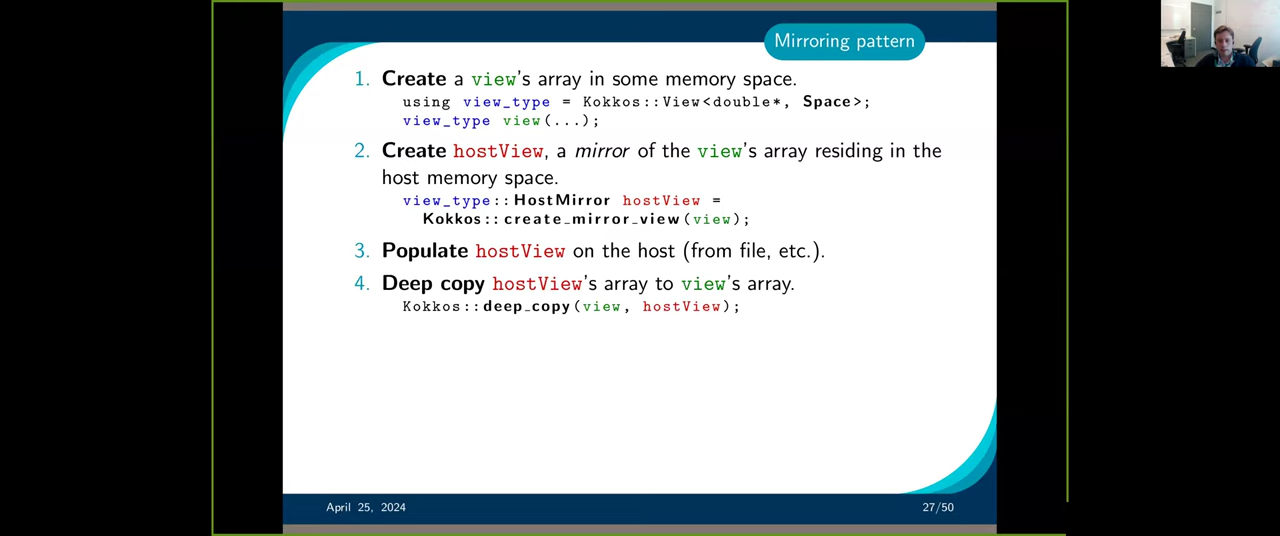 Mirroring pattern
1. Create a view's array in some memory space.
using view_type = Kokkos::View<double*, Space>;
view_type view(...);
2. Create hostView, a mirror of the view's array residing in the
host memory space.
view_type::HostMirror hostView =
Kokkos::create_mirror_view(view);
3. Populate hostView on the host (from file, etc.).
4. Deep copy hostView's array to view's array.
Kokkos::deep_copy(view, hostView);
April 25, 2024
27/50